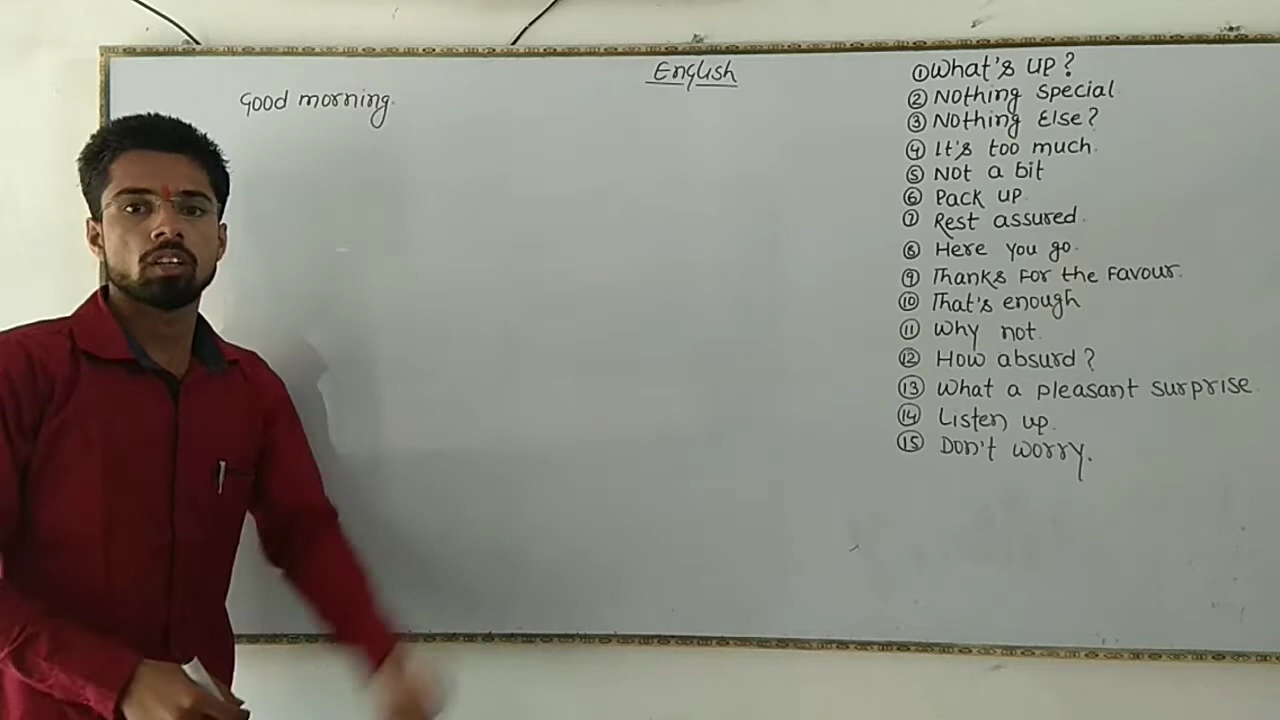 English
Good morning.
① What's up?
② Nothing special
③ Nothing Else?
④ It's too much.
⑤ Not a bit
⑥ Pack up
⑦ Rest assured.
⑧ Here you go.
⑨ Thanks for the Favour.
⑩ That's enough
⑪ Why not.
⑫ How absurd?
⑬ What a pleasant surprise.
⑭ Listen up.
⑮ Don't worry.